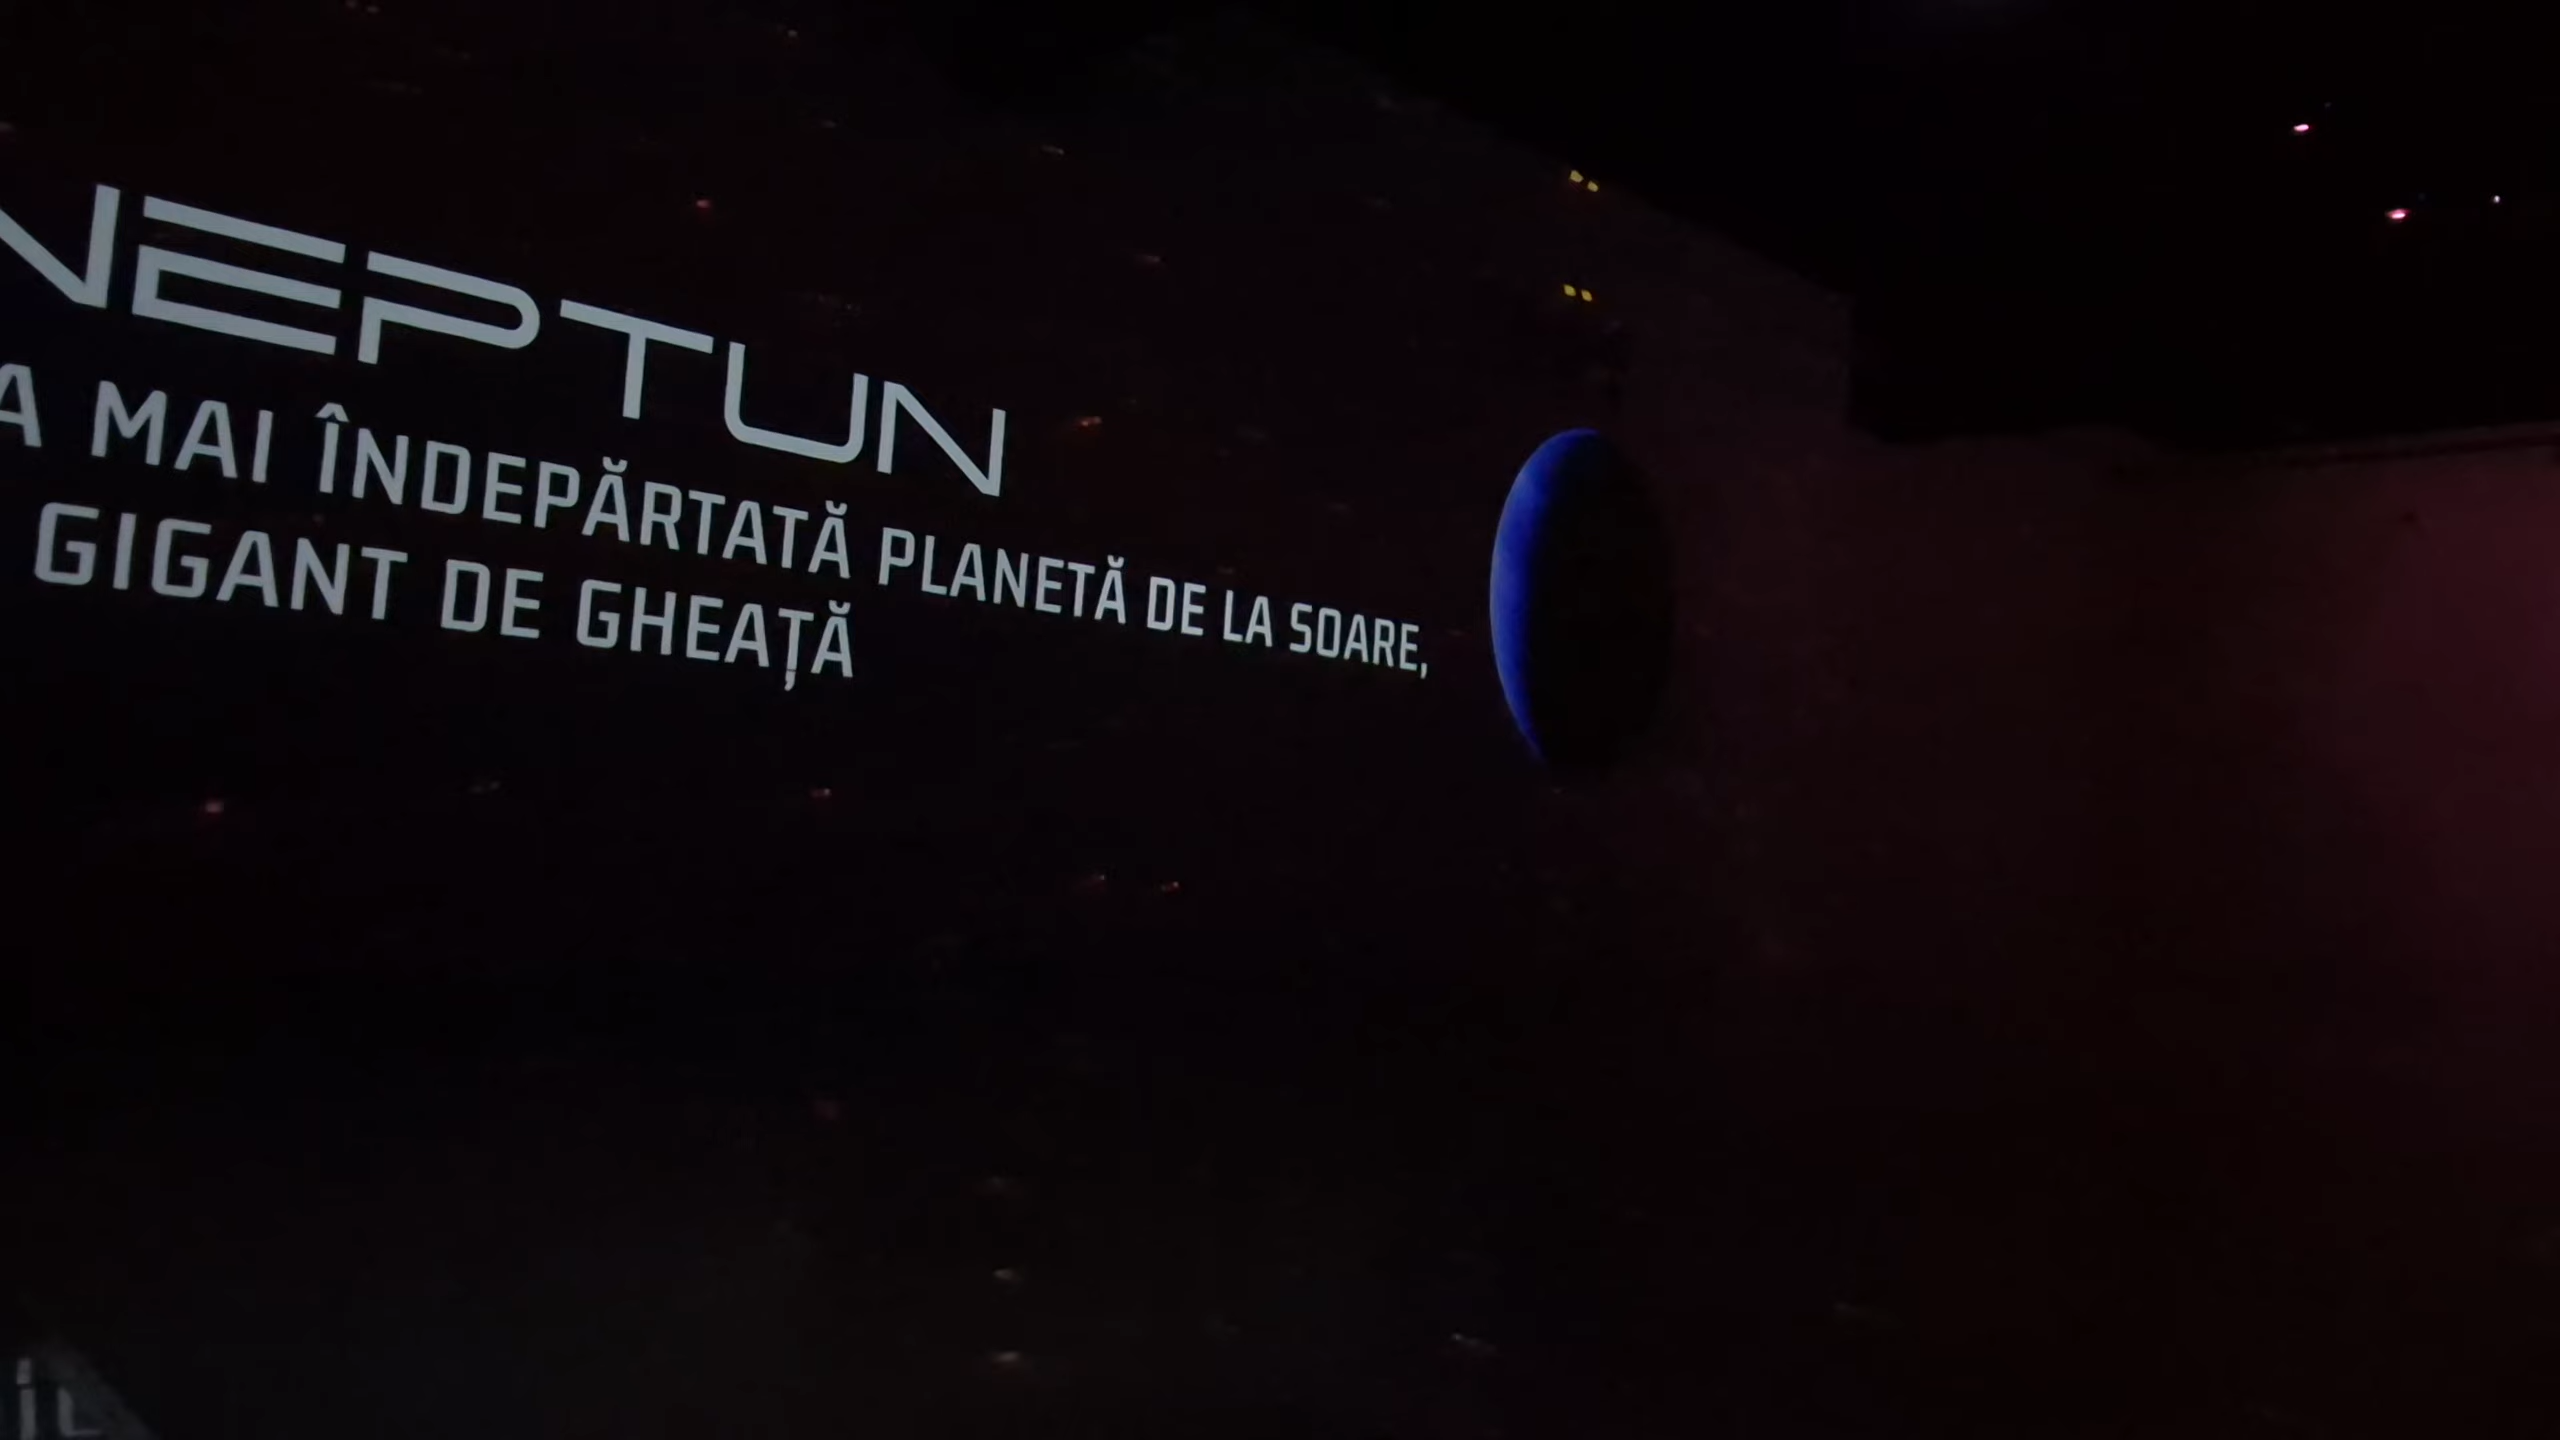 NEPTUN
A MAI ÎNDEPĂRTATĂ PLANETĂ DE LA SOARE,
GIGANT DE GHEAȚĂ